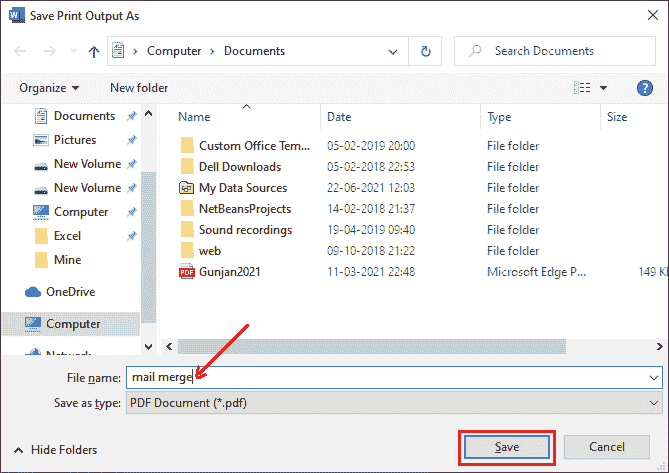 Save Print Output As
Computer > Documents
Search Documents
Organize
New folder
Documents
Pictures
New Volume
New Volume
Computer
Excel
Mine
OneDrive
Computer
Network
Name Date Type Size
Custom Office Tem... 05-02-2019 20:00 File folder
Dell Downloads 05-02-2018 22:53 File folder
My Data Sources 22-06-2021 12:03 File folder
NetBeansProjects 14-02-2018 21:37 File folder
Sound recordings 19-04-2019 09:40 File folder
web 09-10-2018 21:22 File folder
PDF Gunjan2021 11-03-2021 22:48 Microsoft Edge P... 149 K
File name: mail merge
Save as type: PDF Document (*.pdf)
Hide Folders
Save
Cancel